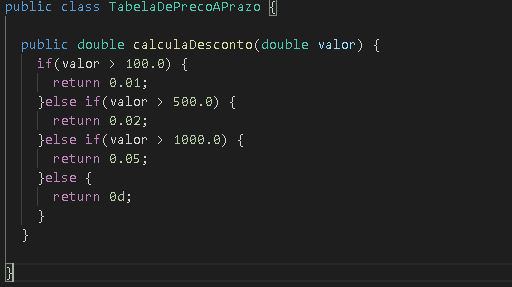 public class TabelaDePrecoAPrazo {
public double calculaDesconto(double valor) {
if(valor > 100.0) {
return 0.01;
}else if(valor > 500.0) {
return 0.02;
}else if(valor > 1000.0) {
return 0.05;
}else {
return 0d;
}
}
}